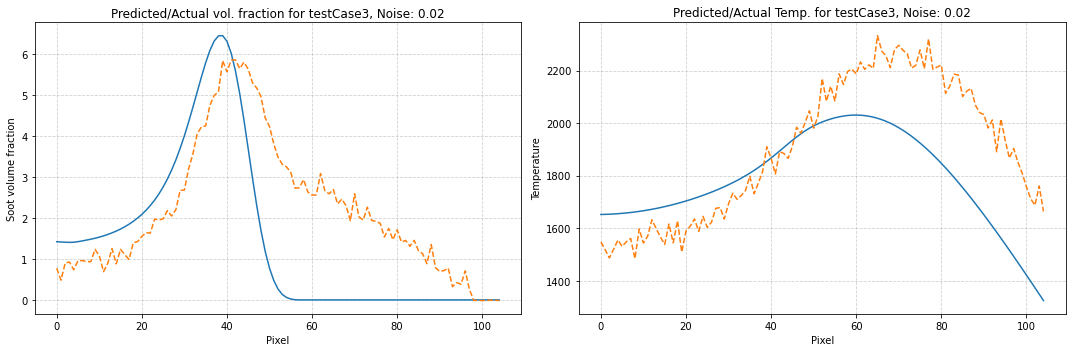 Predicted/Actual vol. fraction for testCase3, Noise: 0.02
Soot volume fraction
6
5
4
3
2
1
0
0 20 40 60 80 100
Pixel
Predicted/Actual Temp. for testCase3, Noise: 0.02
Temperature
2200
2000
1800
1600
1400
0 20 40 60 80 100
Pixel